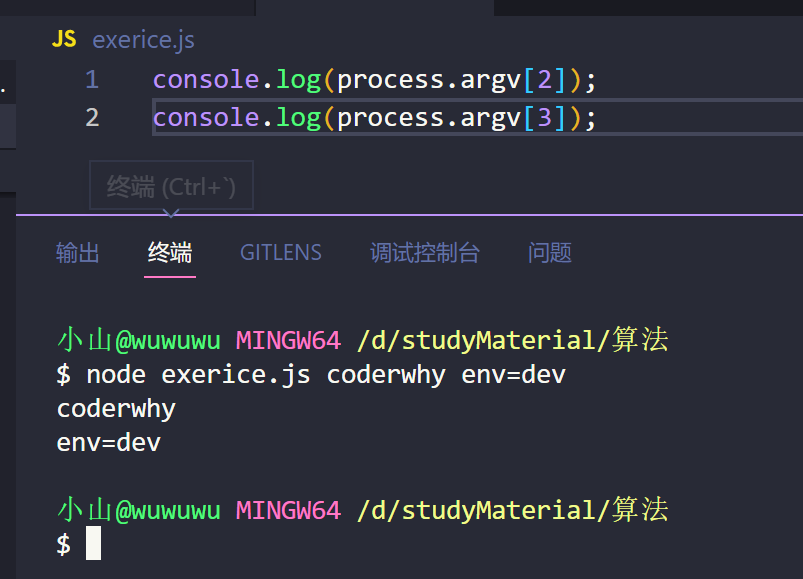 JS exerice.js
1 console.log(process.argv[2]);
2 console.log(process.argv[3]);
终端 (Ctrl+`)
输出 终端 GITLENS 调试控制台 问题
小山@wuwuwu MINGW64 /d/studyMaterial/算法
$ node exerice.js coderwhy env=dev
coderwhy
env=dev
小山@wuwuwu MINGW64 /d/studyMaterial/算法
$